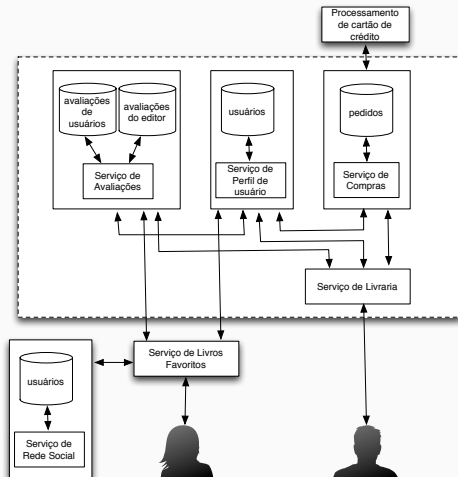 Processamento
de cartão de
crédito
avaliações
de
usuários
avaliações
do editor
usuários
pedidos
Serviço de
Avaliações
Serviço de
Perfil de
usuário
Serviço de
Compras
Serviço de Livraria
Serviço de Livros
Favoritos
usuários
Serviço de
Rede Social